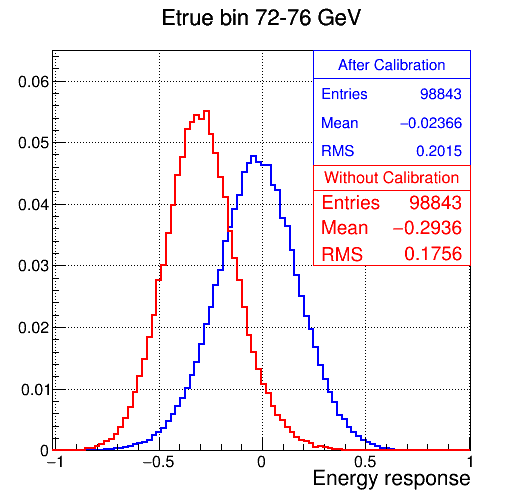 Etrue bin 72-76 GeV
After Calibration
Entries 98843
Mean −0.02366
RMS 0.2015
Without Calibration
Entries 98843
Mean −0.2936
RMS 0.1756
0.06
0.05
0.04
0.03
0.02
0.01
0
−1 −0.5 0 0.5 1
Energy response